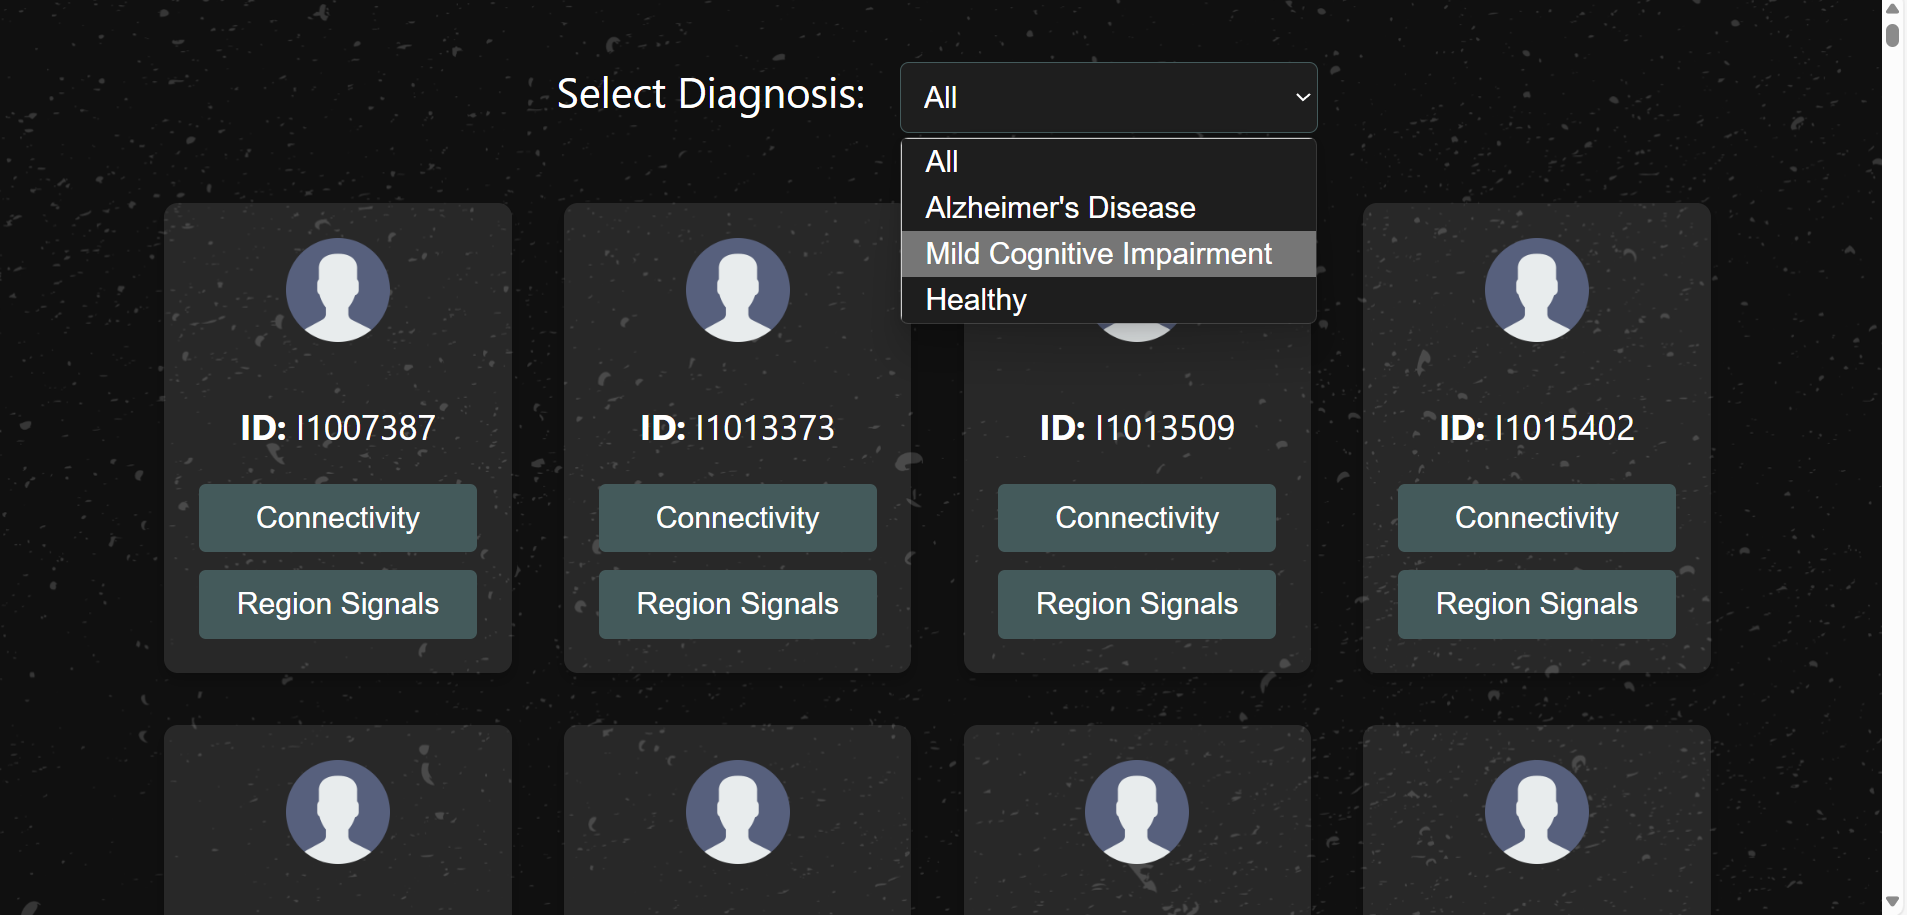 Select Diagnosis:
All
All
Alzheimer's Disease
Mild Cognitive Impairment
Healthy
ID: I1007387
ID: I1013373
ID: I1013509
ID: I1015402
Connectivity
Connectivity
Connectivity
Connectivity
Region Signals
Region Signals
Region Signals
Region Signals